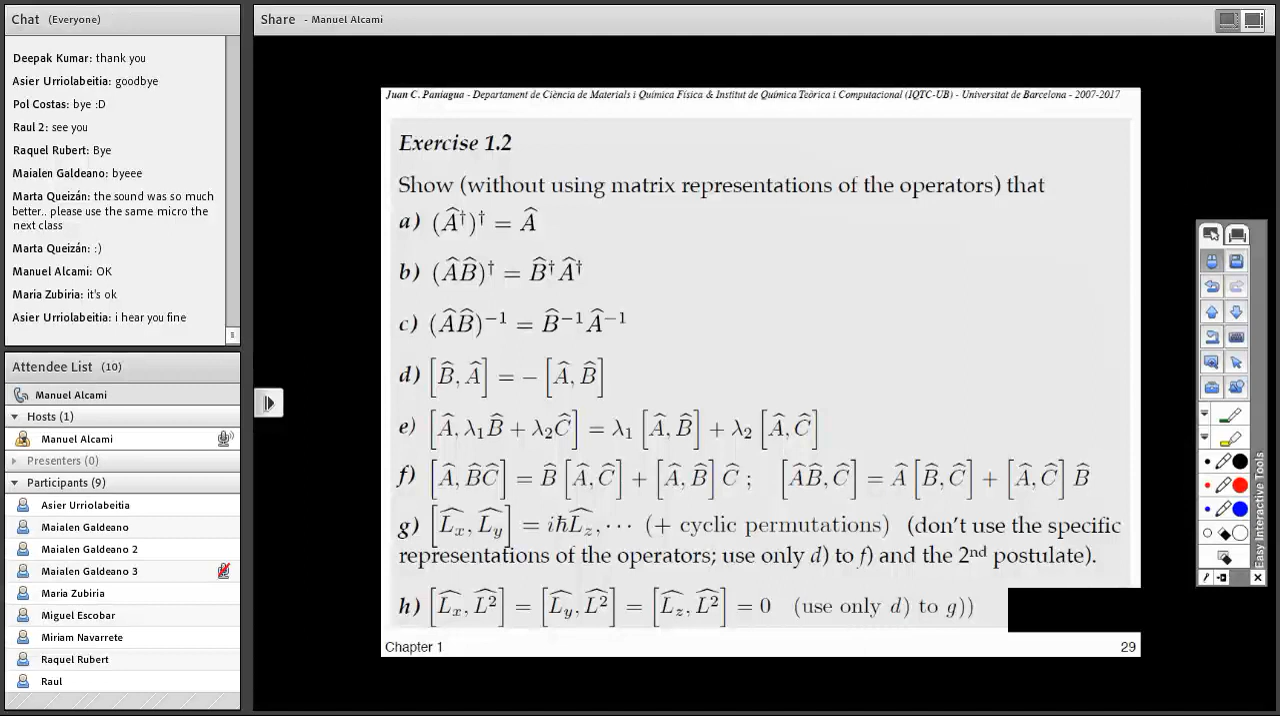 Chat (Everyone)
Deepak Kumar: thank you
Asier Urriolabeitia: goodbye
Pol Costas: bye :D
Raul 2: see you
Raquel Rubert: Bye
Maialen Galdeano: byeee
Marta Queizán: the sound was so much
better.. please use the same micro the
next class
Marta Queizán: :)
Manuel Alcami: OK
Maria Zubiria: it's ok
Asier Urriolabeitia: i hear you fine
Attendee List (10)
Manuel Alcami
Hosts (1)
Manuel Alcami
Presenters (0)
Participants (9)
Asier Urriolabeitia
Maialen Galdeano
Maialen Galdeano 2
Maialen Galdeano 3
Maria Zubiria
Miguel Escobar
Miriam Navarrete
Raquel Rubert
Raul
Share - Manuel Alcami
Juan C. Paniagua - Departament de Ciència de Materials i Química Física & Institut de Química Teòrica i Computacional (IQTC-UB) - Universitat de Barcelona - 2007-2017
Exercise 1.2
Show (without using matrix representations of the operators) that
a) (Â†)† = Â
b) (ÂB̂)† = B̂†Â†
c) (ÂB̂)⁻¹ = B̂⁻¹Â⁻¹
d) [B̂, Â] = − [Â, B̂]
e) [Â, λ₁B̂ + λ₂Ĉ] = λ₁ [Â, B̂] + λ₂ [Â, Ĉ]
f) [Â, B̂Ĉ] = B̂ [Â, Ĉ] + [Â, B̂] Ĉ ; [ÂB̂, Ĉ] = Â [B̂, Ĉ] + [Â, Ĉ] B̂
g) [L̂x, L̂y] = iħL̂z, ··· (+ cyclic permutations) (don't use the specific
representations of the operators; use only d) to f) and the 2nd postulate).
h) [L̂x, L̂²] = [L̂y, L̂²] = [L̂z, L̂²] = 0 (use only d) to g))
Chapter 1
29
Easy Interactive Tools